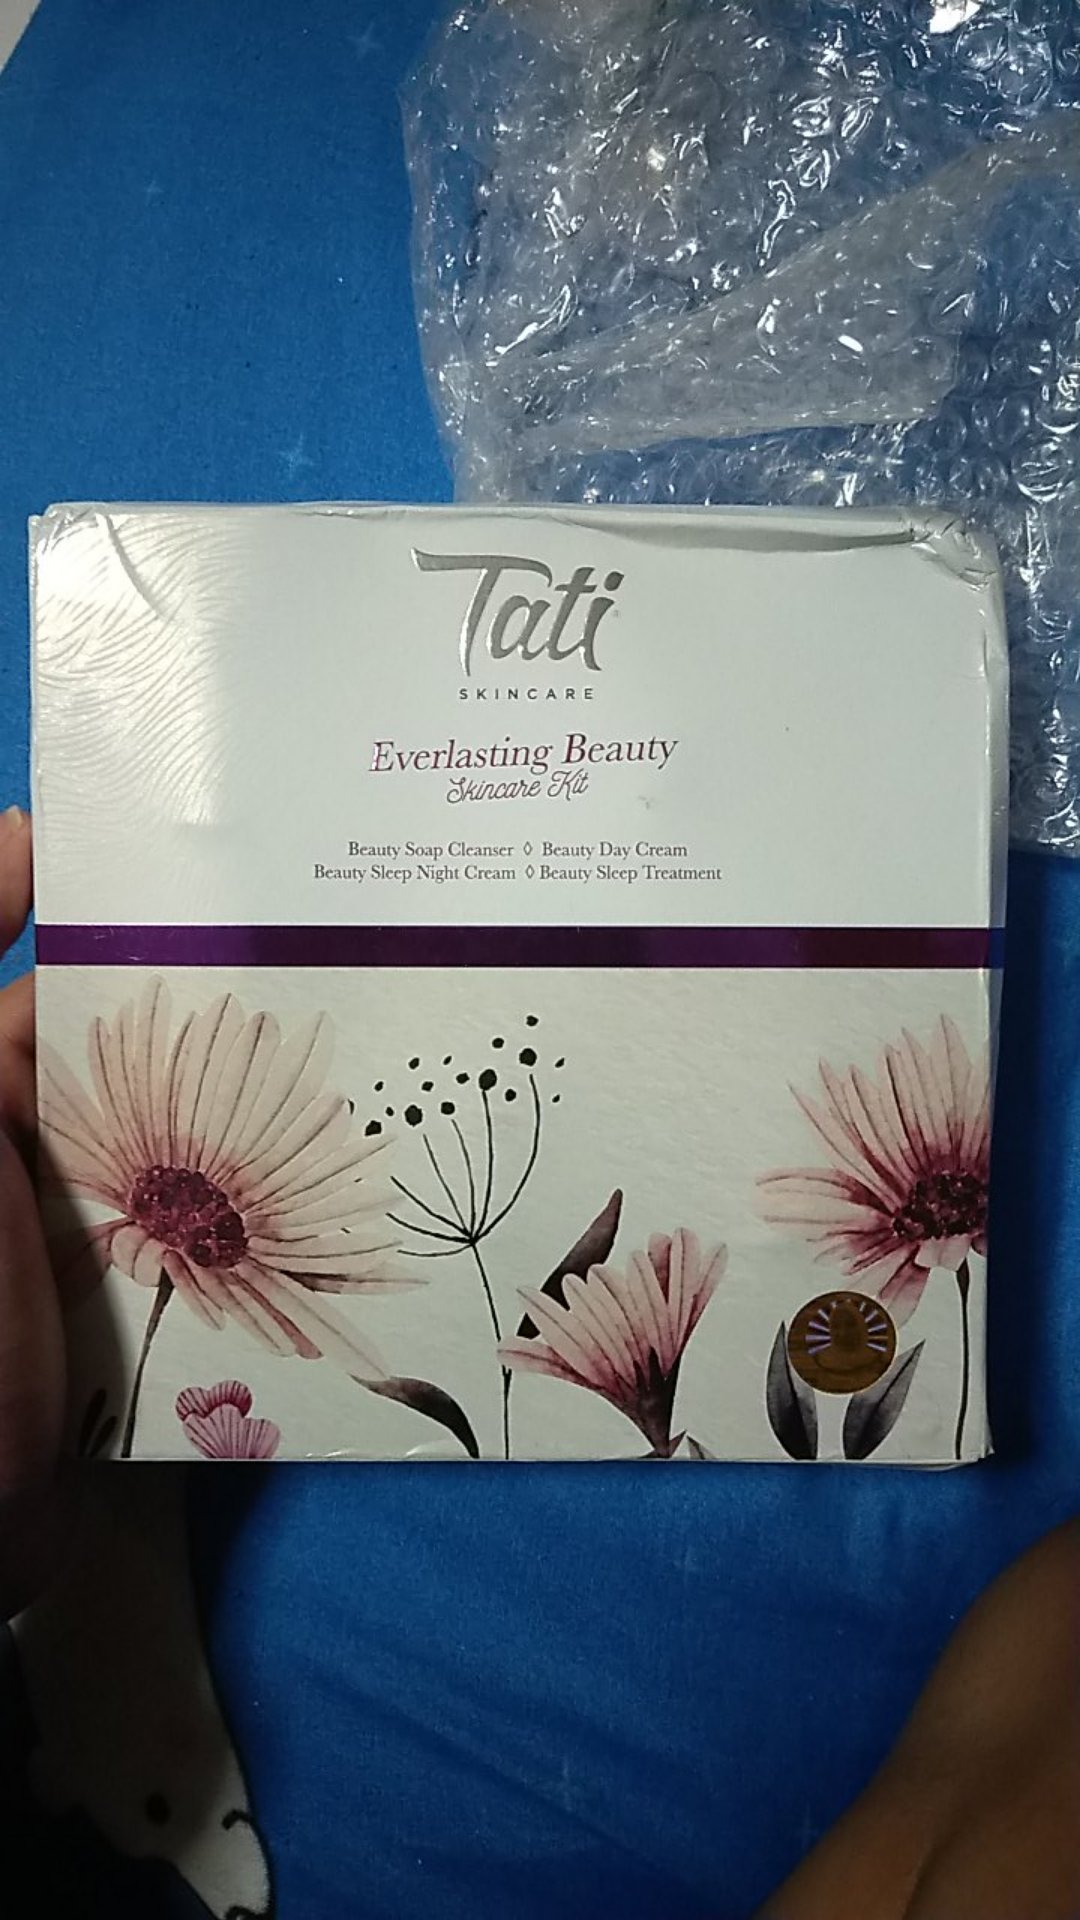 Tati
SKINCARE
Everlasting Beauty
Skincare Kit
Beauty Soap Cleanser ◊ Beauty Day Cream
Beauty Sleep Night Cream ◊ Beauty Sleep Treatment